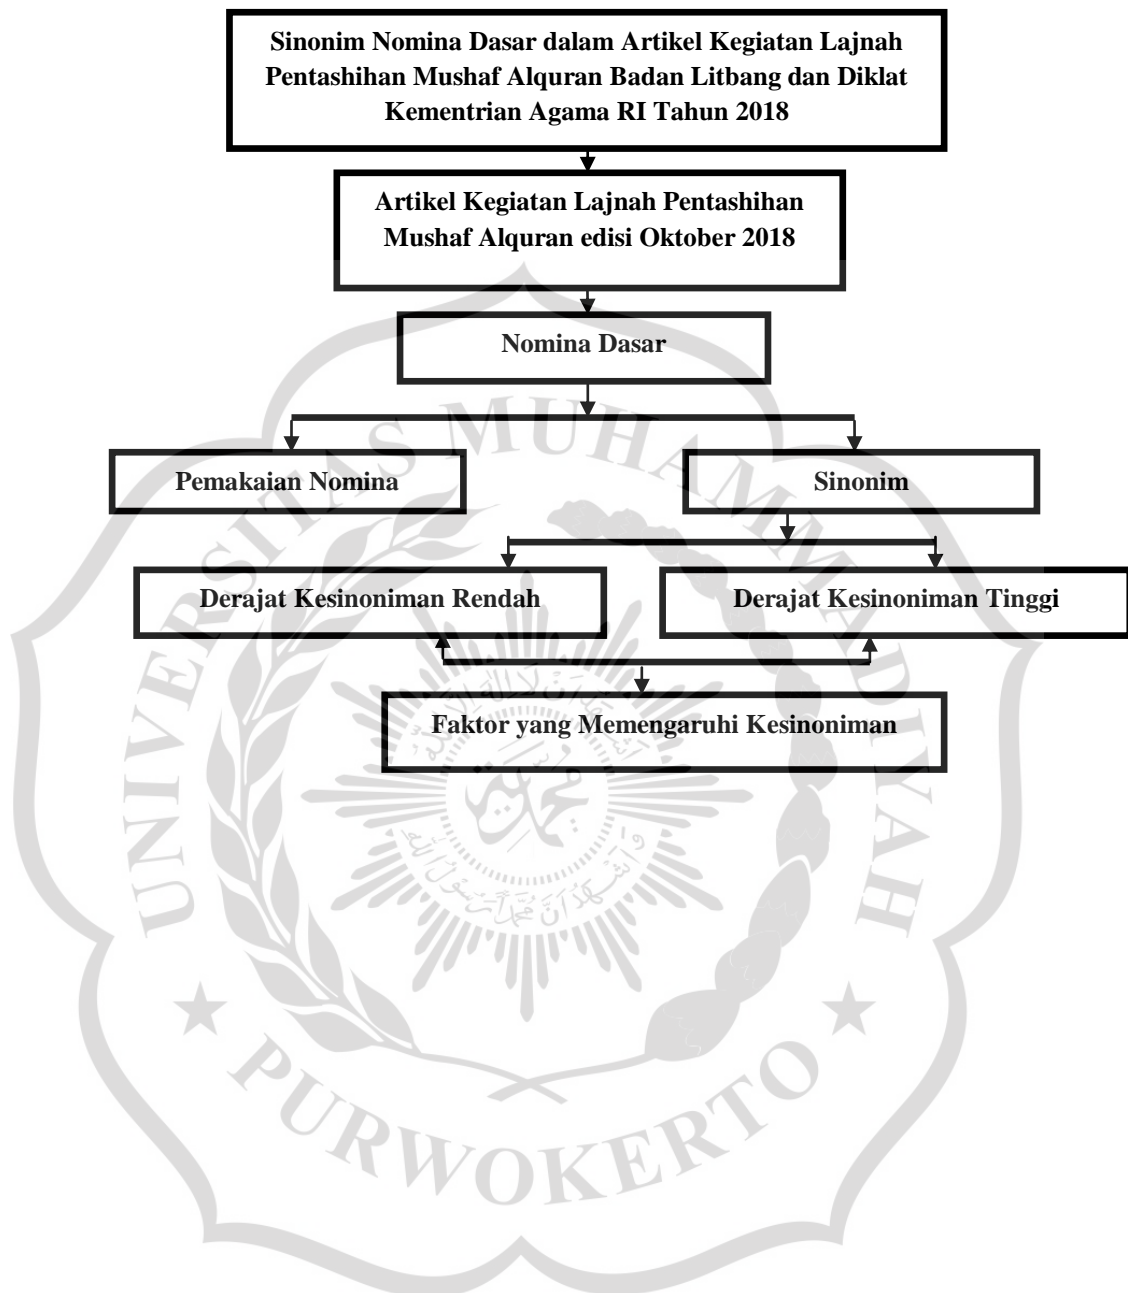 Sinonim Nomina Dasar dalam Artikel Kegiatan Lajnah
Pentashihan Mushaf Alquran Badan Litbang dan Diklat
Kementrian Agama RI Tahun 2018
Artikel Kegiatan Lajnah Pentashihan
Mushaf Alquran edisi Oktober 2018
Nomina Dasar
Pemakaian Nomina
Sinonim
Derajat Kesinoniman Rendah
Derajat Kesinoniman Tinggi
Faktor yang Memengaruhi Kesinoniman
UNIVERSITAS MUHAMMADIYAH
PURWOKERTO